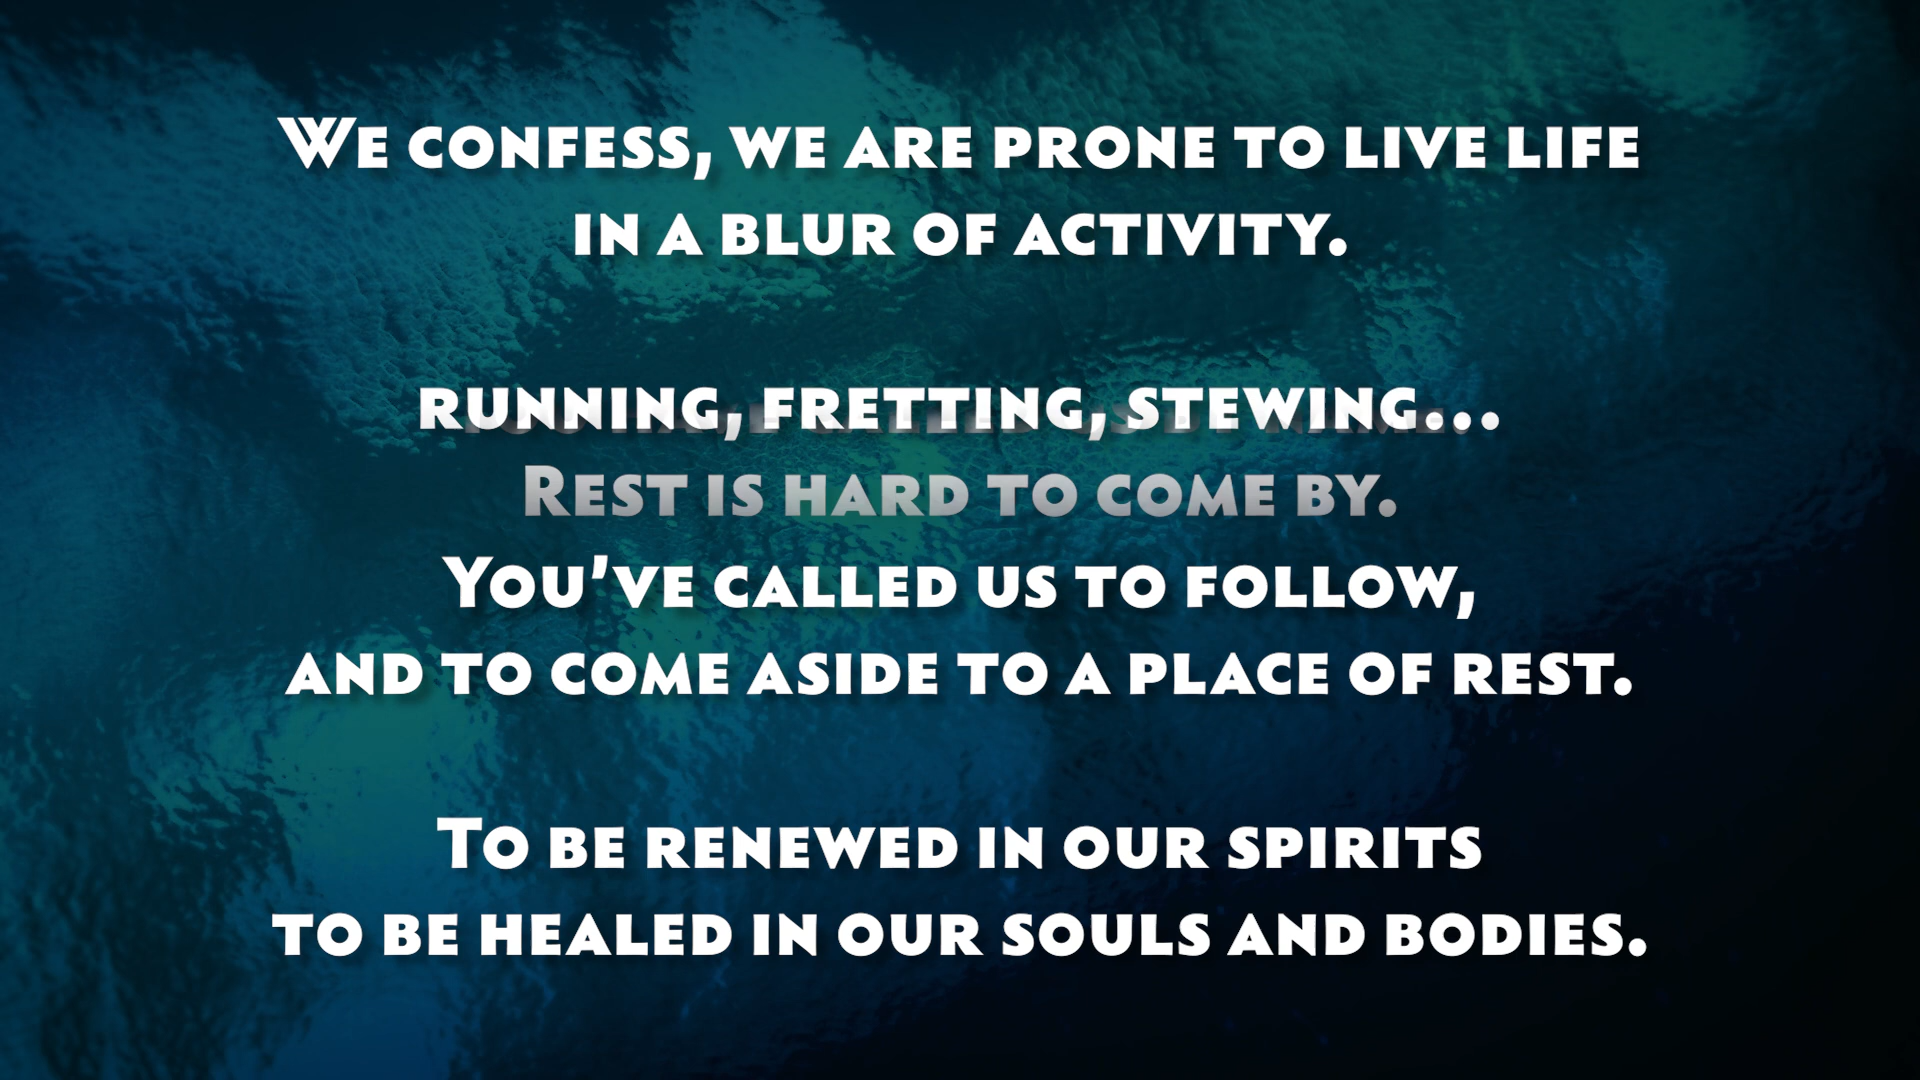 We confess, we are prone to live life
in a blur of activity.
running, fretting, stewing...
Rest is hard to come by.
You've called us to follow,
and to come aside to a place of rest.
To be renewed in our spirits
to be healed in our souls and bodies.